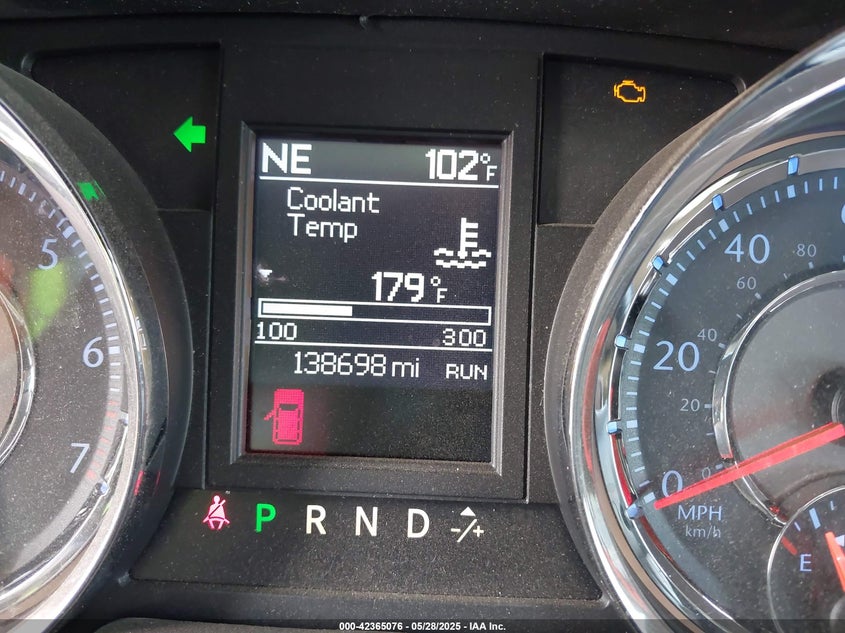 NE 102°F
Coolant
Temp
179°F
100 300
138698 mi RUN
P R N D -/+
5
6
7
0 20 40
0 20 40 60 80
MPH
km/h
E
000-42365076 - 05/28/2025 - IAA Inc.